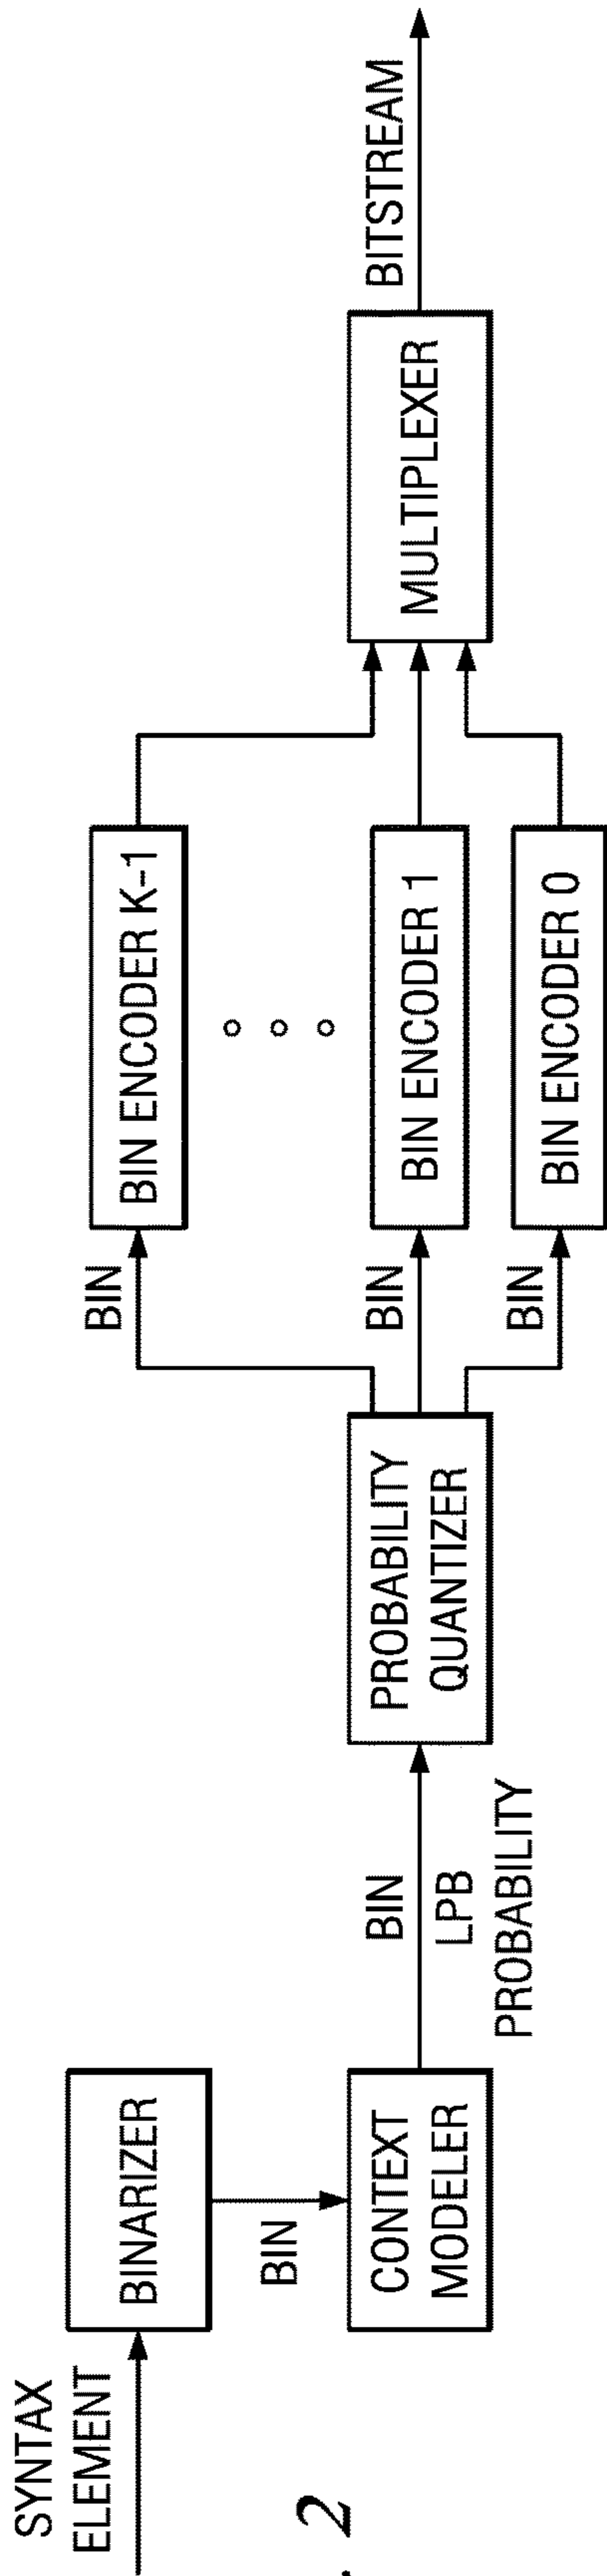 SYNTAX
ELEMENT
BINARIZER
BIN
CONTEXT
MODELER
BIN
LPB
PROBABILITY
PROBABILITY
QUANTIZER
BIN
BIN
BIN
BIN ENCODER K-1
BIN ENCODER 1
BIN ENCODER 0
MULTIPLEXER
BITSTREAM
. 2